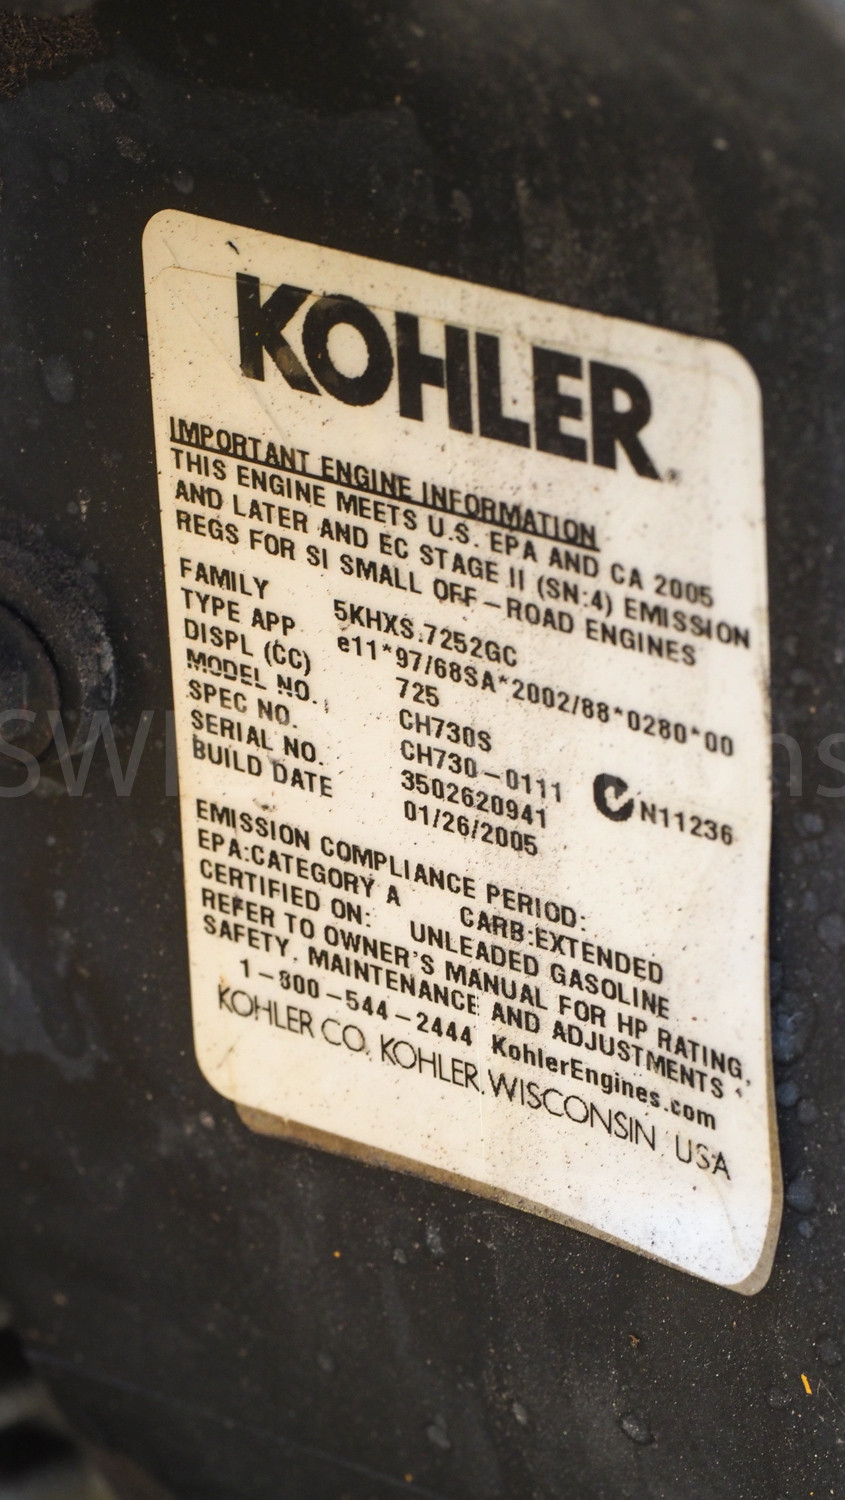 KOHLER®
IMPORTANT ENGINE INFORMATION
THIS ENGINE MEETS U.S. EPA AND CA 2005
AND LATER AND EC STAGE II (SN:4) EMISSION
REGS FOR SI SMALL OFF-ROAD ENGINES
FAMILY 5KHXS.7252GC
TYPE APP e11*97/68SA*2002/88*0280*00
DISPL (CC) 725
MODEL NO. CH730S
SPEC NO. CH730-0111
SERIAL NO. 3502620941 N11236
BUILD DATE 01/26/2005
EMISSION COMPLIANCE PERIOD:
EPA:CATEGORY A CARB:EXTENDED
CERTIFIED ON: UNLEADED GASOLINE
REFER TO OWNER'S MANUAL FOR HP RATING,
SAFETY, MAINTENANCE AND ADJUSTMENTS
1-800-544-2444 KohlerEngines.com
KOHLER CO. KOHLER, WISCONSIN USA